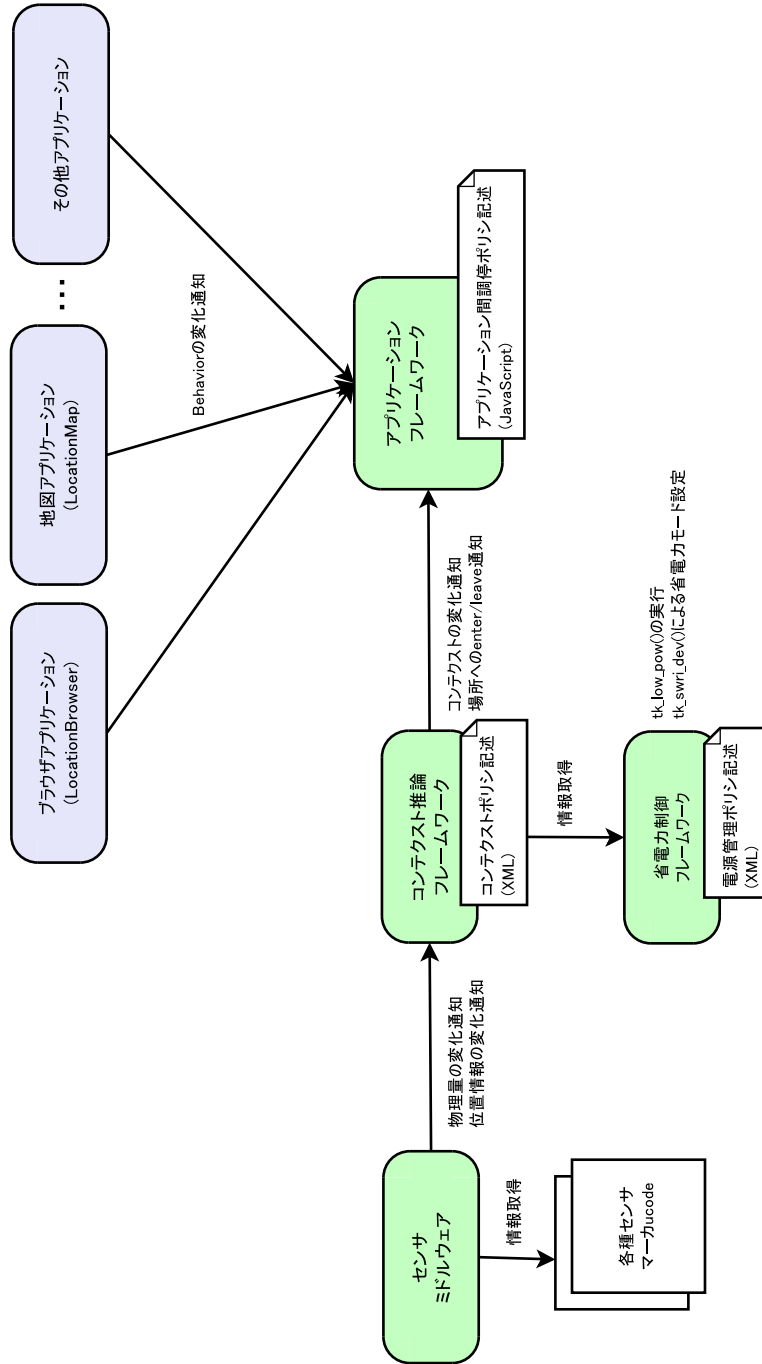 ブラウザアプリケーション
(LocationBrowser)
地図アプリケーション
(LocationMap)
・・・
その他アプリケーション
Behaviorの変化通知
センサ
ミドルウェア
物理量の変化通知
位置情報の変化通知
コンテクスト推論
フレームワーク
コンテクストポリシ記述
(XML)
コンテクストの変化通知
場所へのenter/leave通知
アプリケーション
フレームワーク
アプリケーション間調停ポリシ記述
(JavaScript)
情報取得
各種センサ
マーカucode
情報取得
省電力制御
フレームワーク
電源管理ポリシ記述
(XML)
tk_low_pow()の実行
tk_swri_dev()による省電力モード設定